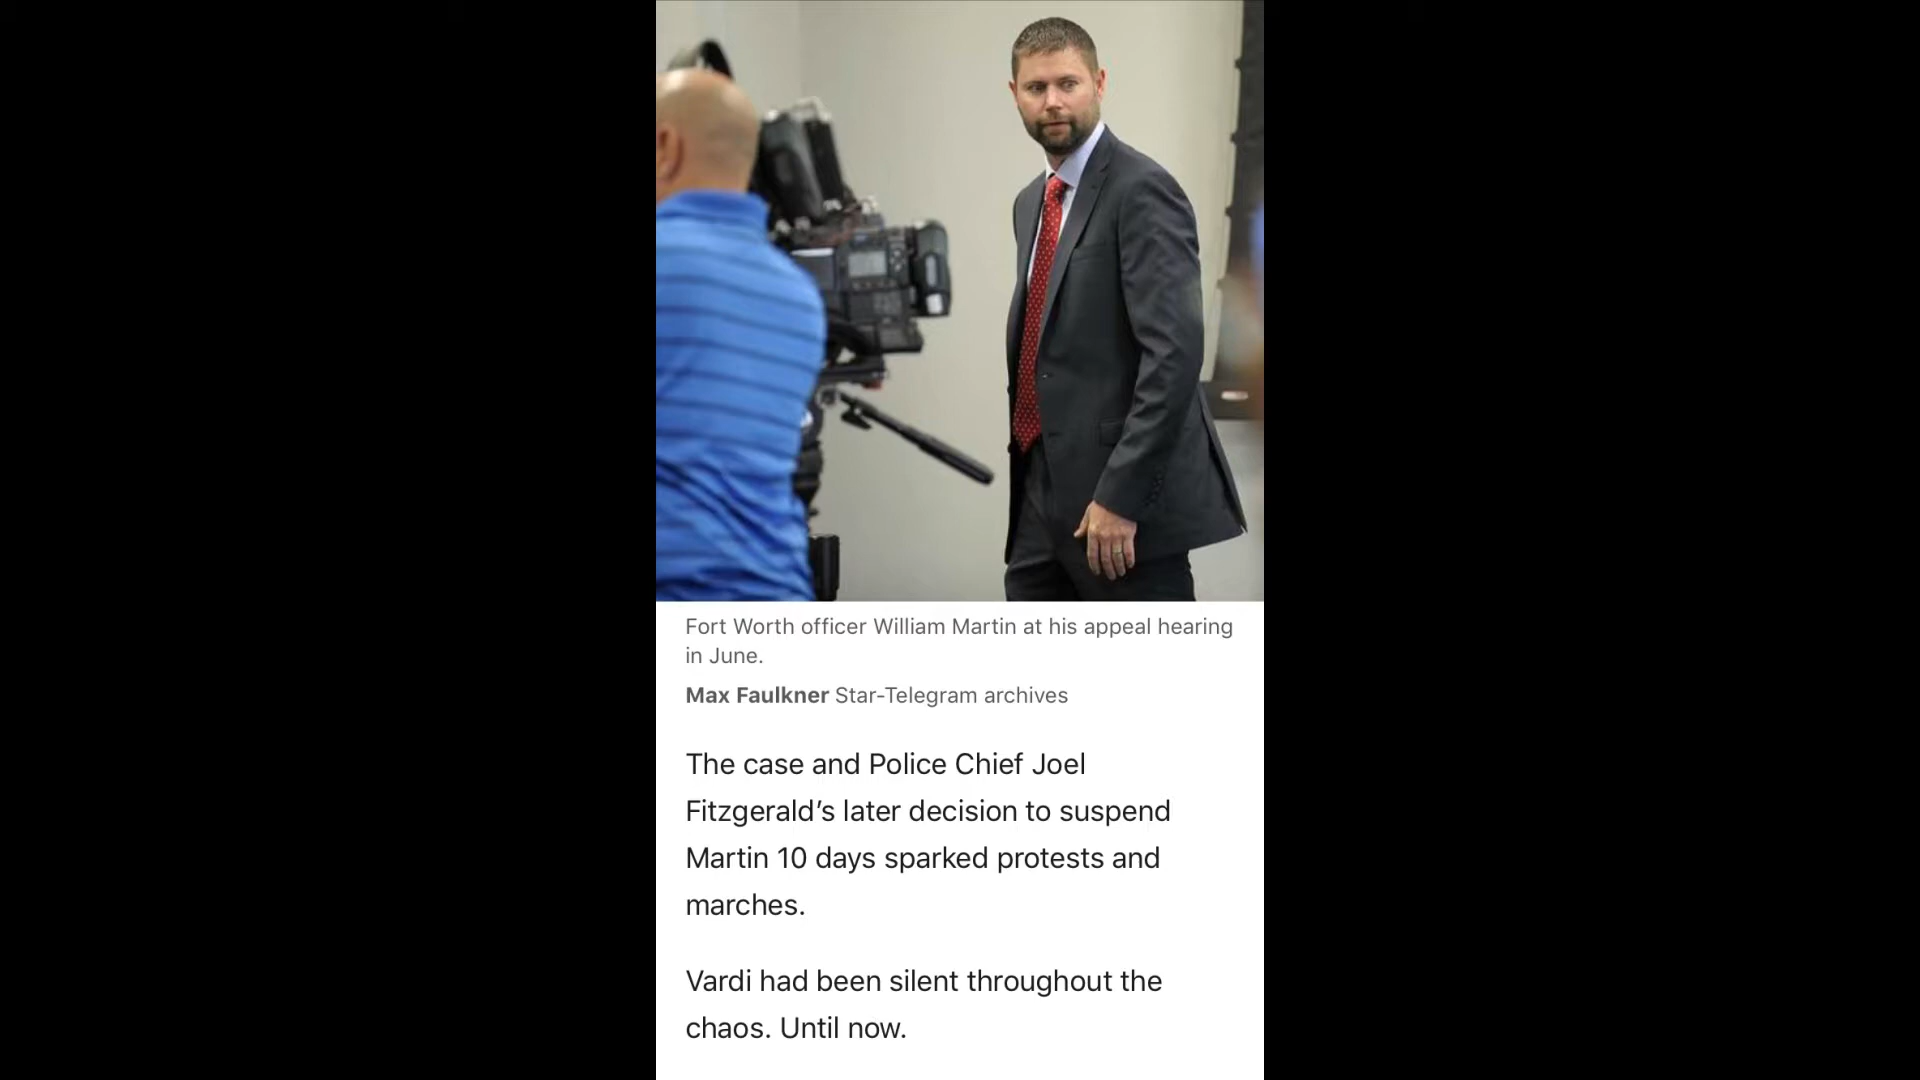 Fort Worth officer William Martin at his appeal hearing
in June.
Max Faulkner Star-Telegram archives
The case and Police Chief Joel
Fitzgerald’s later decision to suspend
Martin 10 days sparked protests and
marches.
Vardi had been silent throughout the
chaos. Until now.